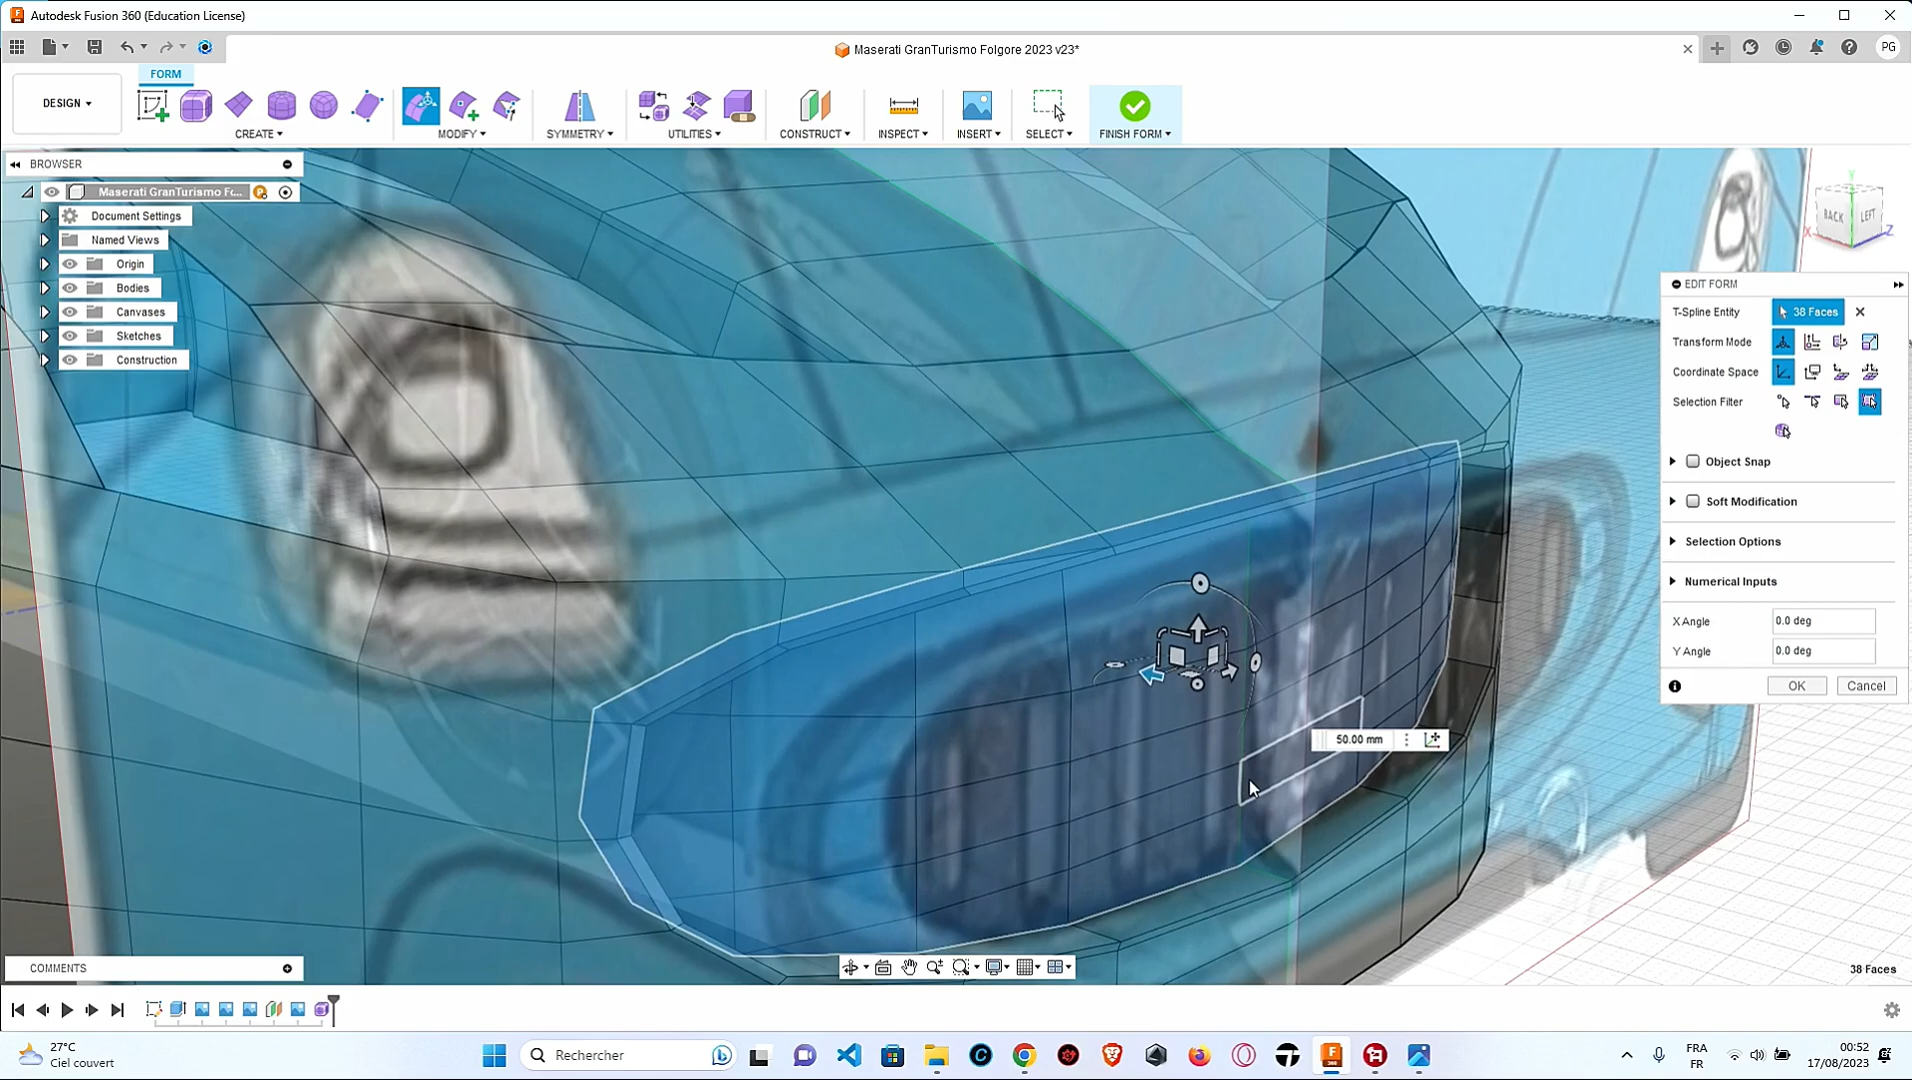 Autodesk Fusion 360 (Education License)
Maserati GranTurismo Folgore 2023 v23*
PG
FORM
DESIGN
CREATE
MODIFY
SYMMETRY
UTILITIES
CONSTRUCT
INSPECT
INSERT
SELECT
FINISH FORM
BROWSER
Maserati GranTurismo Fc...
Document Settings
Named Views
Origin
Bodies
Canvases
Sketches
Construction
BACK
LEFT
X
Y
Z
EDIT FORM
T-Spline Entity
38 Faces
Transform Mode
Coordinate Space
Selection Filter
Object Snap
Soft Modification
Selection Options
Numerical Inputs
X Angle
0.0 deg
Y Angle
0.0 deg
OK
Cancel
50.00 mm
COMMENTS
38 Faces
27°C
Ciel couvert
Rechercher
FRA
FR
00:52
17/08/2023